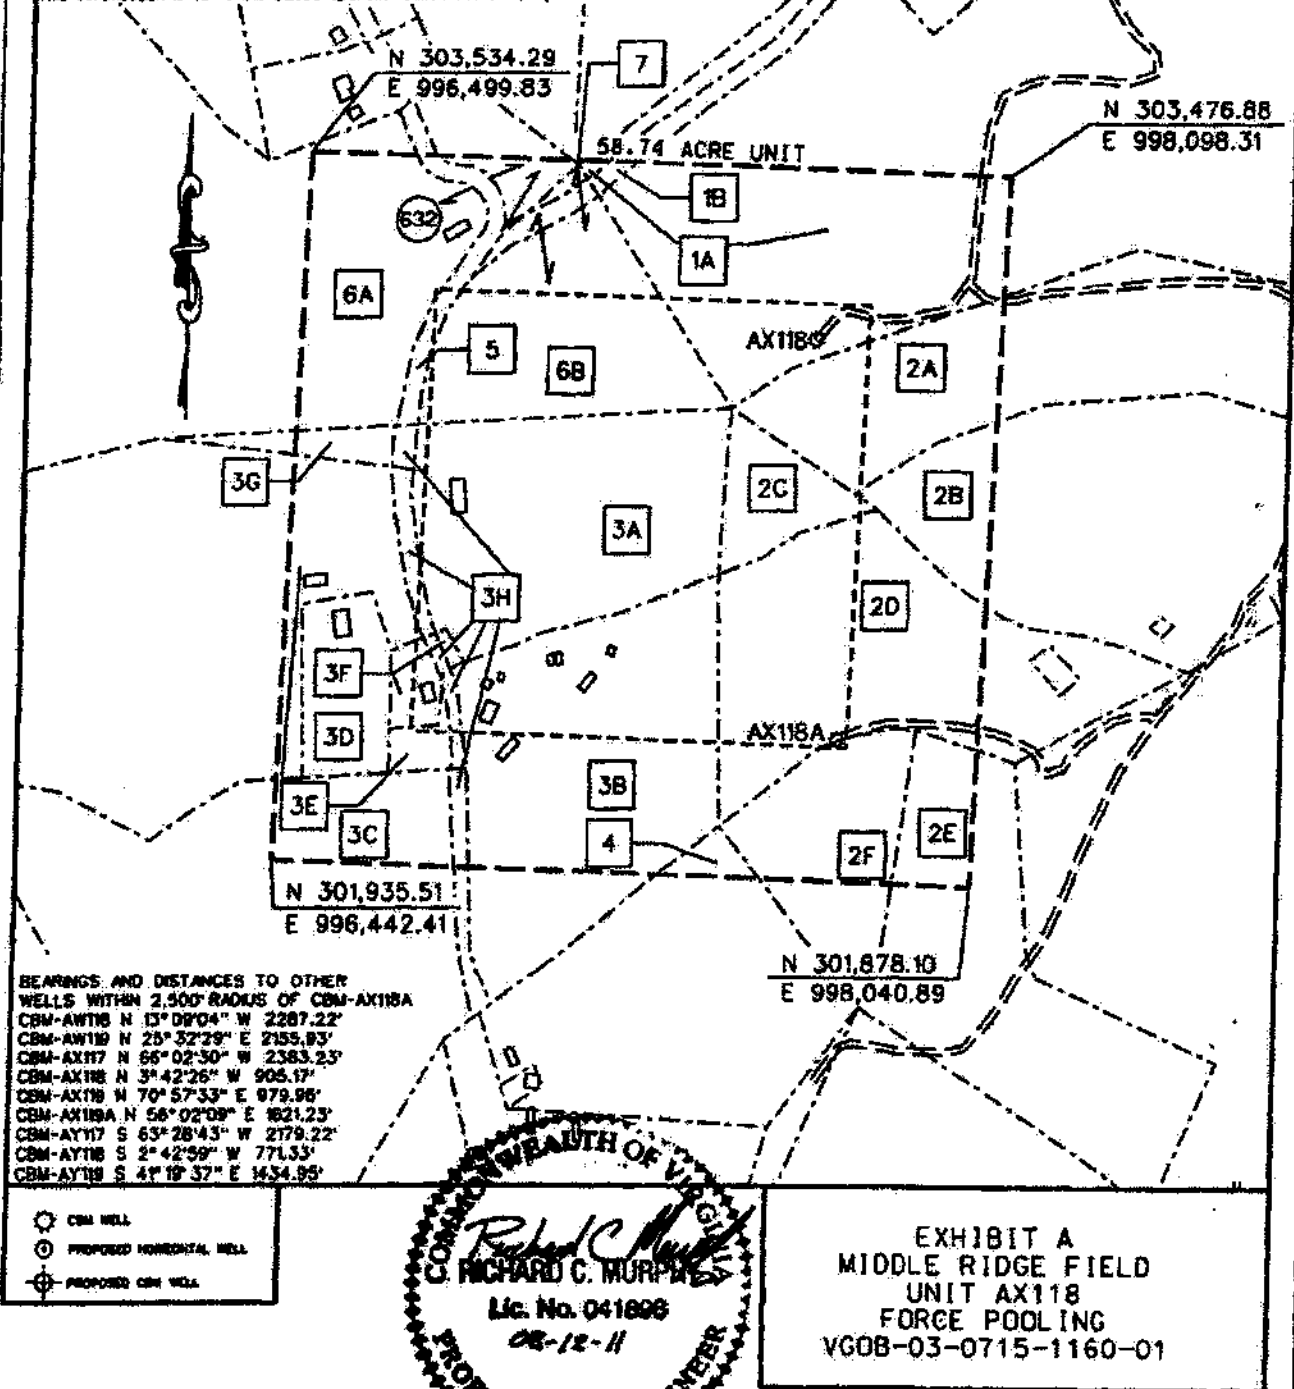 N 303,534.29
E 996,499.83
7
N 303,476.88
E 998,098.31
58.74 ACRE UNIT
1B
632
1A
6A
AX118
5
6B
2A
3G
2C
2B
3A
3H
2D
3F
3D
AX118A
3E
3B
3C
4
2F
2E
N 301,935.51
E 996,442.41
N 301,878.10
E 998,040.89
BEARINGS AND DISTANCES TO OTHER
WELLS WITHIN 2,500' RADIUS OF CBM-AX118A
CBM-AW118 N 13° 09'04" W 2287.22'
CBM-AW119 N 25° 32'29" E 2155.93'
CBM-AX117 N 66° 02'30" W 2383.23'
CBM-AX118 N 3° 42'26" W 905.17'
CBM-AX119 N 70° 57'33" E 979.96'
CBM-AX119A N 56° 02'09" E 1821.23'
CBM-AY117 S 63° 28'43" W 2179.22'
CBM-AY118 S 2° 42'59" W 771.33'
CBM-AY119 S 41° 19'37" E 1434.95'
CBM WELL
PROPOSED HORIZONTAL WELL
PROPOSED CBM WELL
COMMONWEALTH OF VIRGINIA
Richard C. Murphy
RICHARD C. MURPHY
Lic. No. 041898
08-12-11
EXHIBIT A
MIDDLE RIDGE FIELD
UNIT AX118
FORCE POOLING
VGOB-03-0715-1160-01